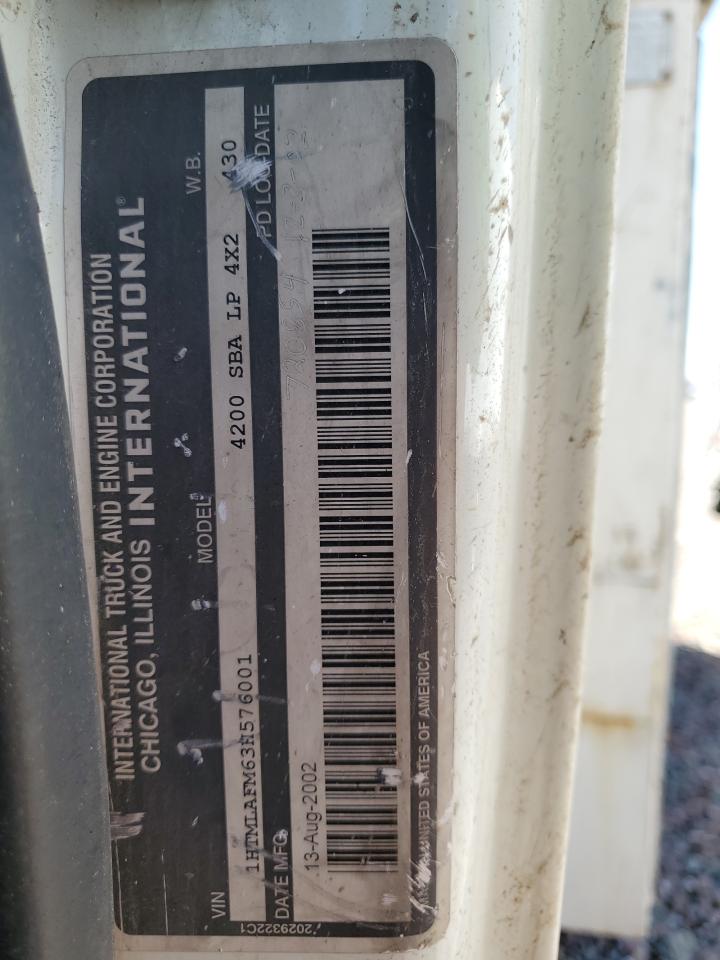 INTERNATIONAL TRUCK AND ENGINE CORPORATION
CHICAGO, ILLINOIS INTERNATIONAL®
VIN MODEL W.B.
1HTMLAFM63H576001 4200 SBA LP 4X2 430
DATE MFG PD LOC/DATE
13-Aug-2002
UNITED STATES OF AMERICA
2029322C1